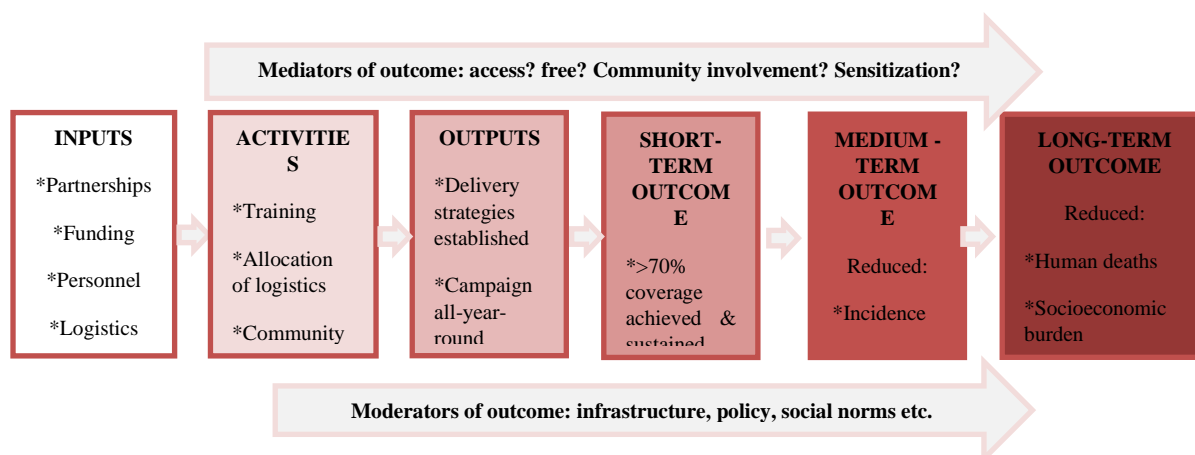 Mediators of outcome: access? free? Community involvement? Sensitization?
INPUTS
*Partnerships
*Funding
*Personnel
*Logistics
ACTIVITIE
S
*Training
*Allocation
of logistics
*Community
OUTPUTS
*Delivery
strategies
established
*Campaign
all-year-
round
SHORT-
TERM
OUTCOM
E
*>70%
coverage
achieved &
sustained
MEDIUM -
TERM
OUTCOM
E
Reduced:
*Incidence
LONG-TERM
OUTCOME
Reduced:
*Human deaths
*Socioeconomic
burden
Moderators of outcome: infrastructure, policy, social norms etc.